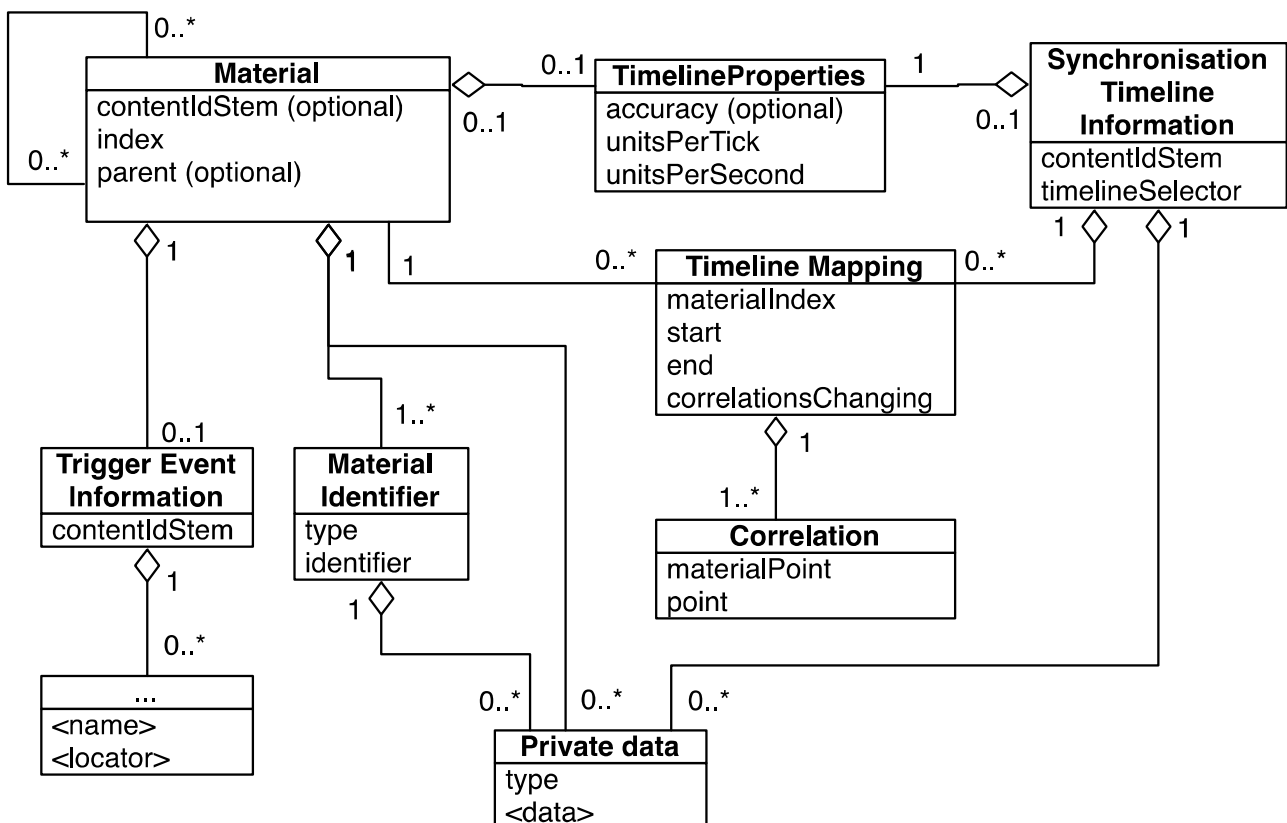 0..*
Material
contentIdStem (optional)
index
parent (optional)
0..*
0..1
0..1
TimelineProperties
accuracy (optional)
unitsPerTick
unitsPerSecond
1
0..1
Synchronisation
Timeline
Information
contentIdStem
timelineSelector
1
1
1
1
1
0..*
0..*
Timeline Mapping
materialIndex
start
end
correlationsChanging
1
1..*
Correlation
materialPoint
point
0..1
Trigger Event
Information
contentIdStem
1
0..*
...
<name>
<locator>
1..*
Material
Identifier
type
identifier
1
0..*
0..*
0..*
Private data
type
<data>